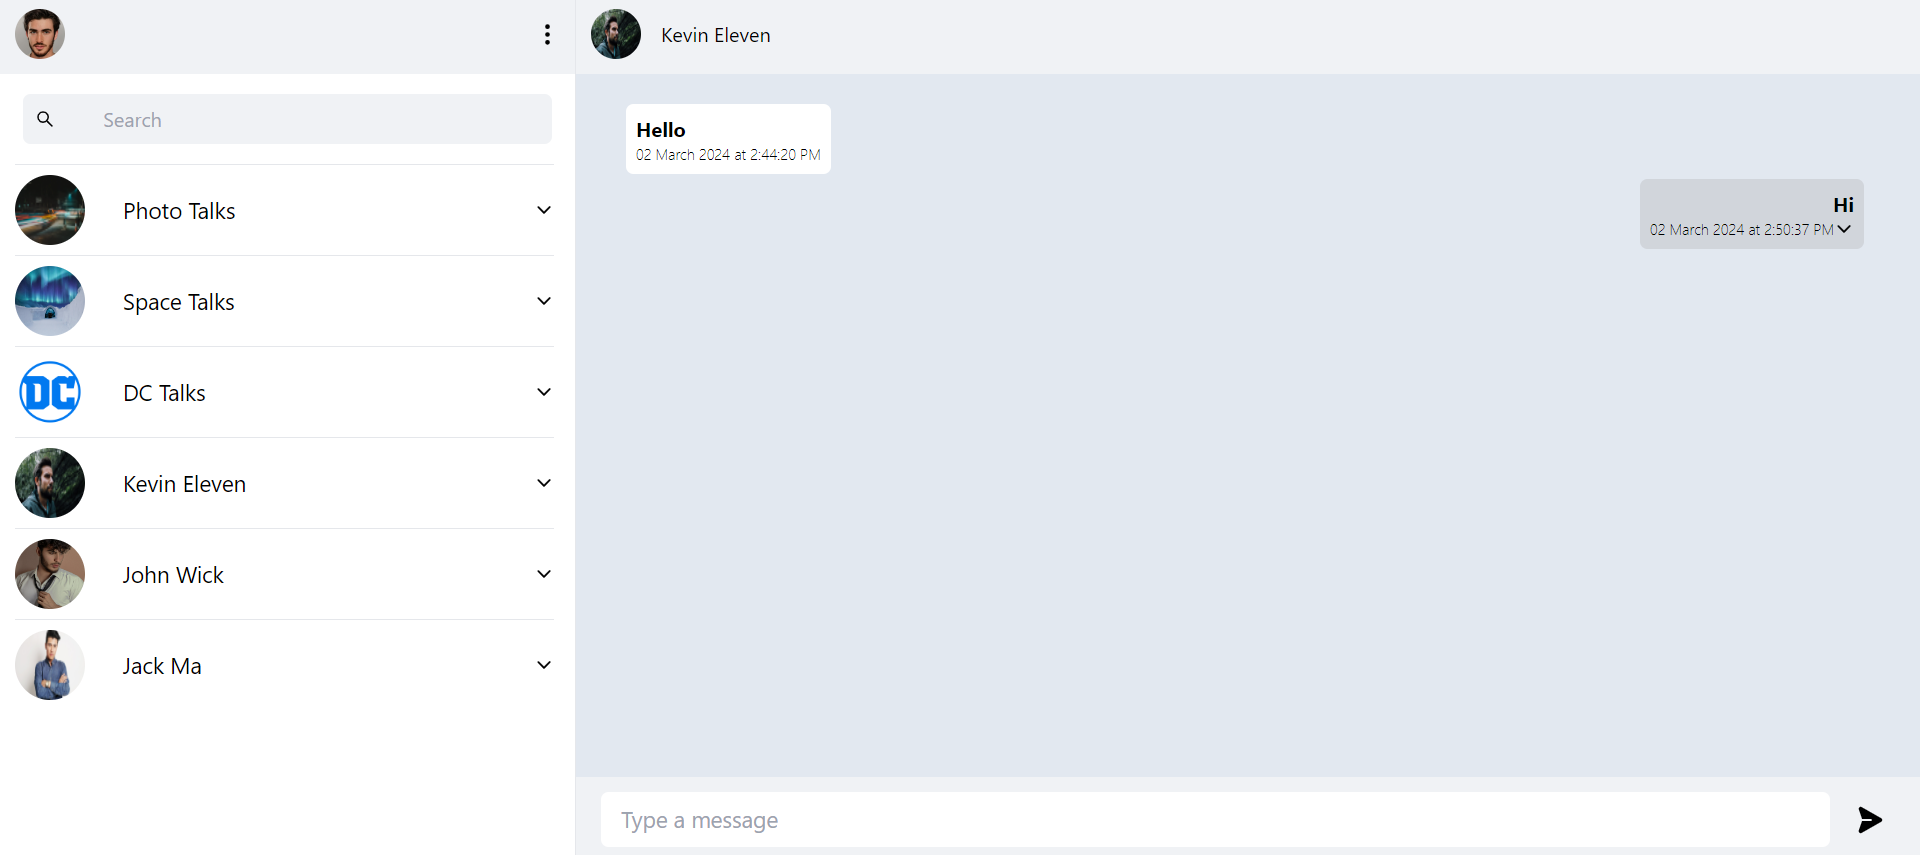 Search
Photo Talks
Space Talks
DC
DC Talks
Kevin Eleven
John Wick
Jack Ma
Kevin Eleven
Hello
02 March 2024 at 2:44:20 PM
Hi
02 March 2024 at 2:50:37 PM
Type a message